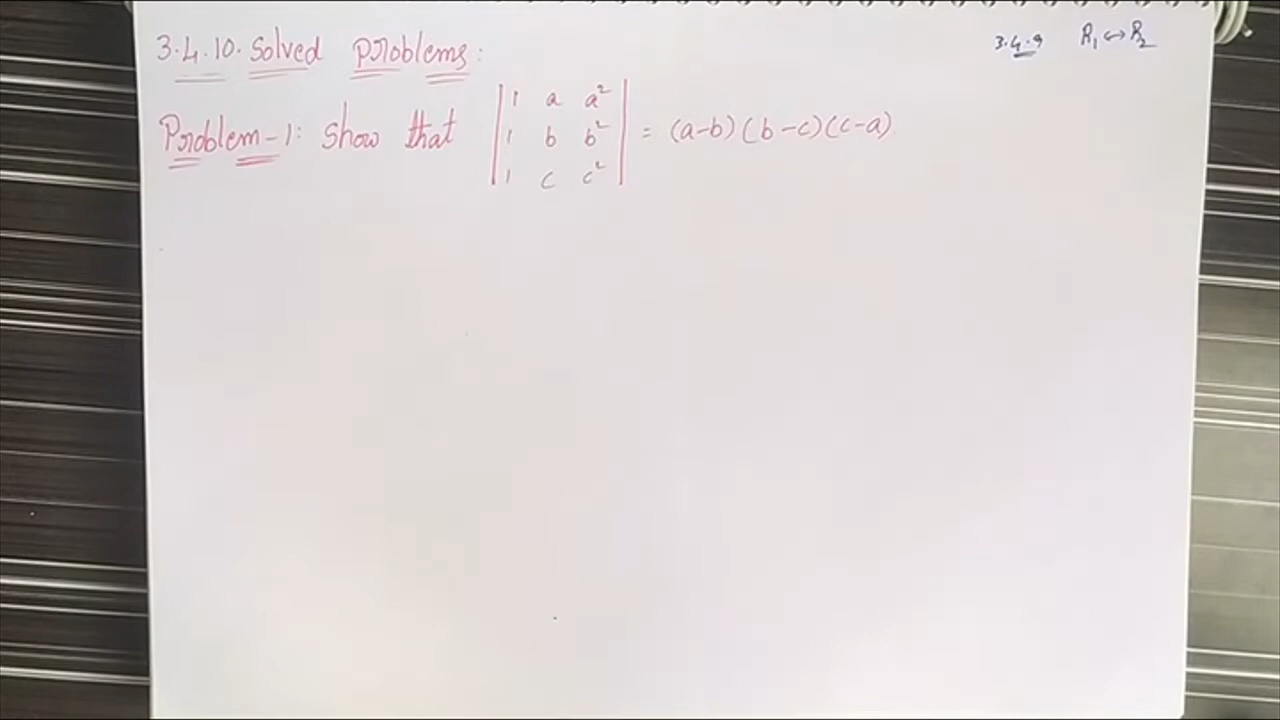 3.4.10. Solved Problems:
3.4.9 R₁ ↔ R₂
Problem-1: Show that | 1 a a² | = (a-b)(b-c)(c-a)
| 1 b b² |
| 1 c c² |